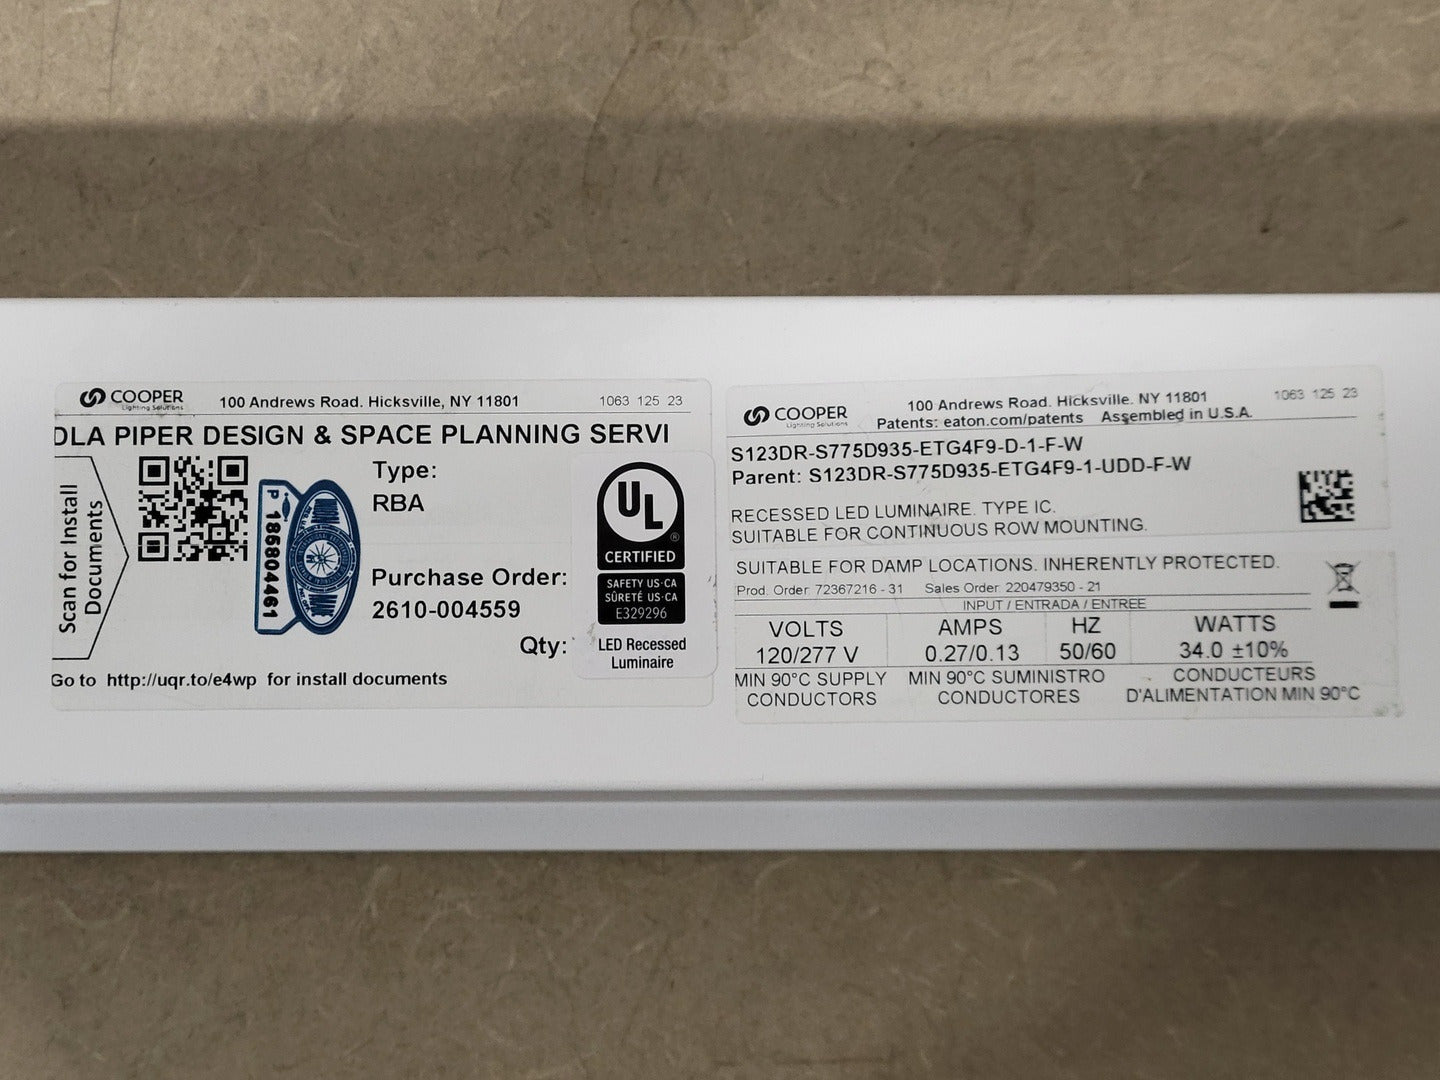 COOPER
Lighting Solutions
100 Andrews Road. Hicksville, NY 11801
1063 125 23
DLA PIPER DESIGN & SPACE PLANNING SERVI
Scan for Install
Documents
P 186804461
Type:
RBA
Purchase Order:
2610-004559
Qty:
UL
®
CERTIFIED
SAFETY US-CA
SÛRETÉ US-CA
E329296
LED Recessed
Luminaire
Go to http://uqr.to/e4wp for install documents
COOPER
Lighting Solutions
100 Andrews Road. Hicksville. NY 11801
1063 125 23
Patents: eaton.com/patents Assembled in U.S.A.
S123DR-S775D935-ETG4F9-D-1-F-W
Parent: S123DR-S775D935-ETG4F9-1-UDD-F-W
RECESSED LED LUMINAIRE. TYPE IC.
SUITABLE FOR CONTINUOUS ROW MOUNTING.
SUITABLE FOR DAMP LOCATIONS. INHERENTLY PROTECTED.
Prod. Order: 72367216 - 31 Sales Order: 220479350 - 21
INPUT / ENTRADA / ENTREE
VOLTS AMPS HZ WATTS
120/277 V 0.27/0.13 50/60 34.0 ±10%
MIN 90°C SUPPLY CONDUCTORS
MIN 90°C SUMINISTRO CONDUCTORES
CONDUCTEURS D'ALIMENTATION MIN 90°C